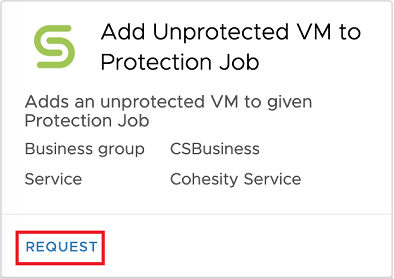 Add Unprotected VM to
Protection Job
Adds an unprotected VM to given
Protection Job
Business group CSBusiness
Service Cohesity Service
REQUEST